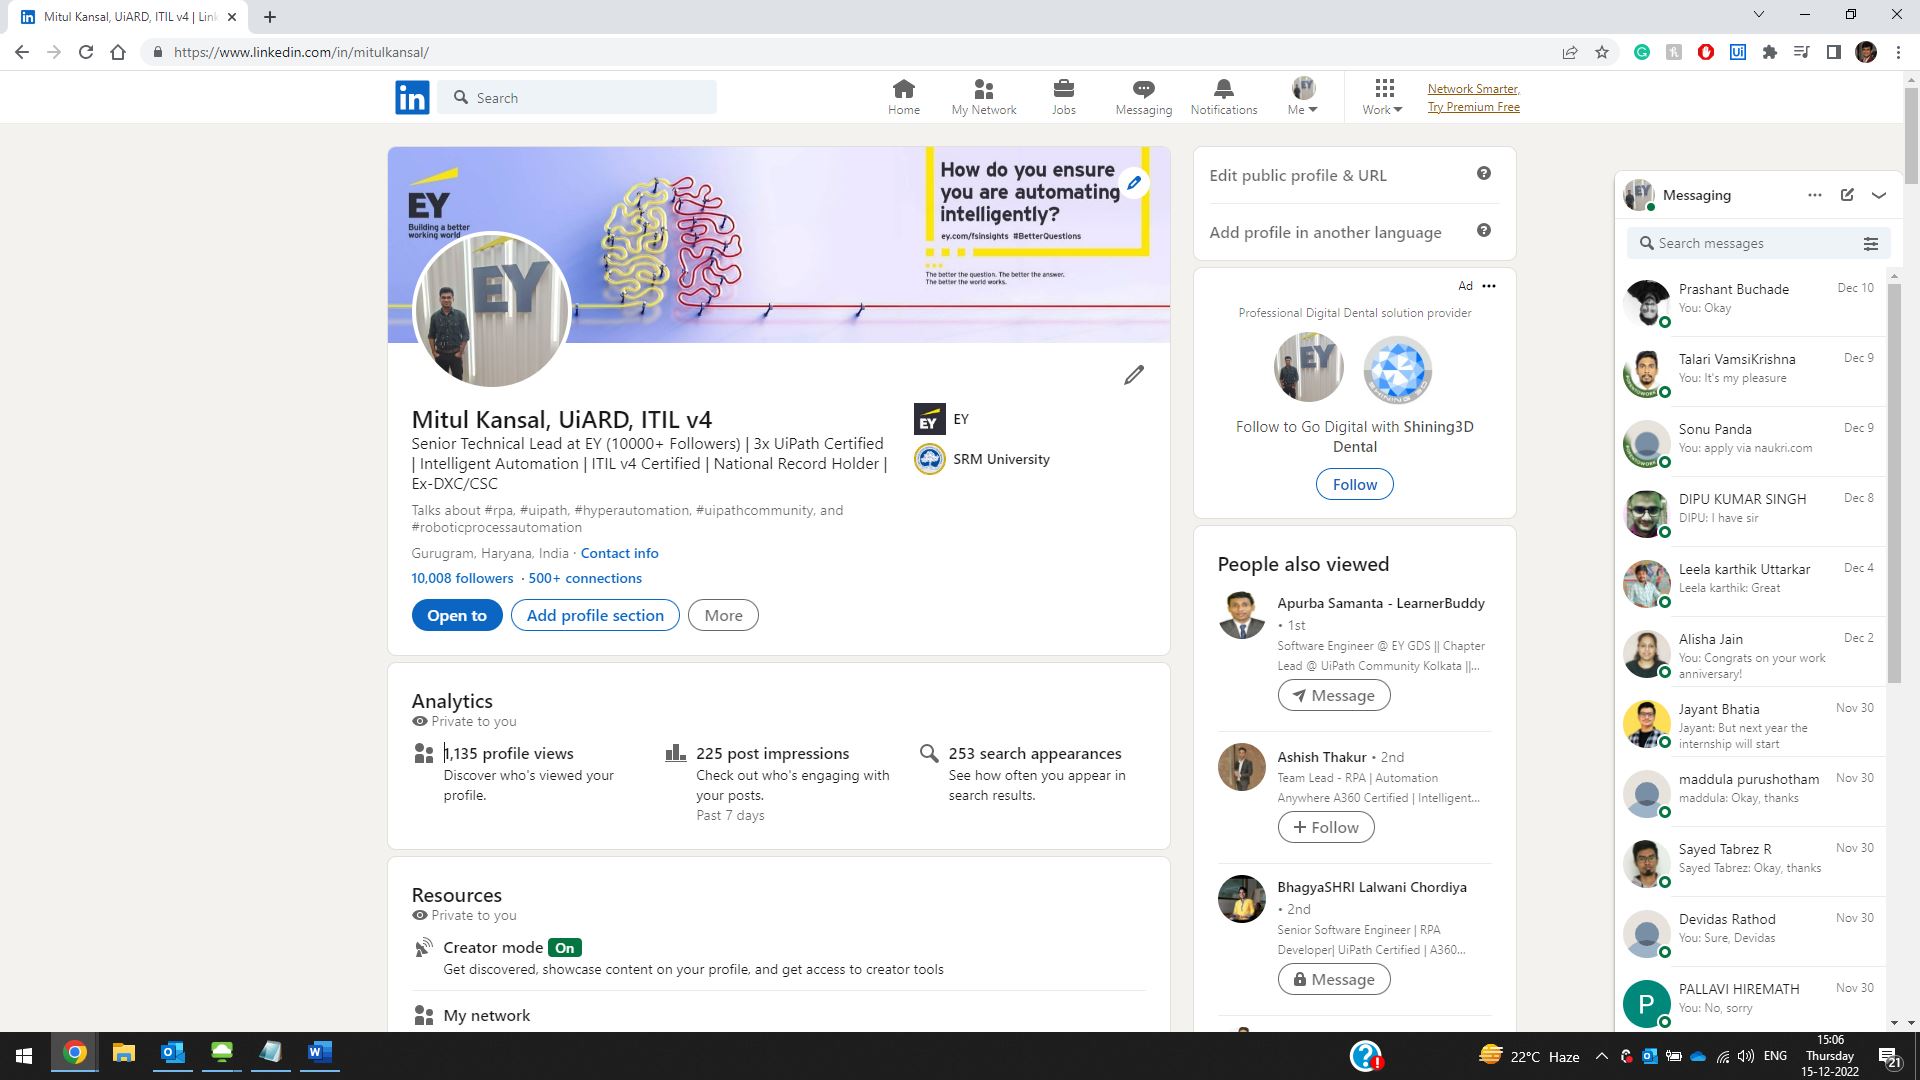 Mitul Kansal, UiARD, ITIL v4 | Link
https://www.linkedin.com/in/mitulkansal/
in
Search
Home
My Network
Jobs
Messaging
Notifications
Me
Work
Network Smarter,
Try Premium Free
EY
Building a better
working world
How do you ensure
you are automating
intelligently?
ey.com/fsinsights #BetterQuestions
The better the question. The better the answer.
The better the world works.
EY
Mitul Kansal, UiARD, ITIL v4
Senior Technical Lead at EY (10000+ Followers) | 3x UiPath Certified
| Intelligent Automation | ITIL v4 Certified | National Record Holder |
Ex-DXC/CSC
Talks about #rpa, #uipath, #hyperautomation, #uipathcommunity, and
#roboticprocessautomation
Gurugram, Haryana, India · Contact info
10,008 followers · 500+ connections
Open to
Add profile section
More
EY
EY
SRM University
Analytics
Private to you
1,135 profile views
Discover who's viewed your
profile.
225 post impressions
Check out who's engaging with
your posts.
Past 7 days
253 search appearances
See how often you appear in
search results.
Resources
Private to you
Creator mode On
Get discovered, showcase content on your profile, and get access to creator tools
My network
Edit public profile & URL
Add profile in another language
Ad
Professional Digital Dental solution provider
EY
SHINING 3D
Follow to Go Digital with Shining3D
Dental
Follow
People also viewed
Apurba Samanta - LearnerBuddy
• 1st
Software Engineer @ EY GDS || Chapter
Lead @ UiPath Community Kolkata ||...
Message
Ashish Thakur • 2nd
Team Lead - RPA | Automation
Anywhere A360 Certified | Intelligent...
Follow
BhagyaSHRI Lalwani Chordiya
• 2nd
Senior Software Engineer | RPA
Developer| UiPath Certified | A360...
Message
Messaging
Search messages
Prashant Buchade Dec 10
You: Okay
Talari VamsiKrishna Dec 9
You: It's my pleasure
Sonu Panda Dec 9
You: apply via naukri.com
DIPU KUMAR SINGH Dec 8
DIPU: I have sir
Leela karthik Uttarkar Dec 4
Leela karthik: Great
Alisha Jain Dec 2
You: Congrats on your work
anniversary!
Jayant Bhatia Nov 30
Jayant: But next year the
internship will start
maddula purushotham Nov 30
maddula: Okay, thanks
Sayed Tabrez R Nov 30
Sayed Tabrez: Okay, thanks
Devidas Rathod Nov 30
You: Sure, Devidas
P
PALLAVI HIREMATH Nov 30
You: No, sorry
22°C Haze
ENG
15:06
Thursday
15-12-2022
21